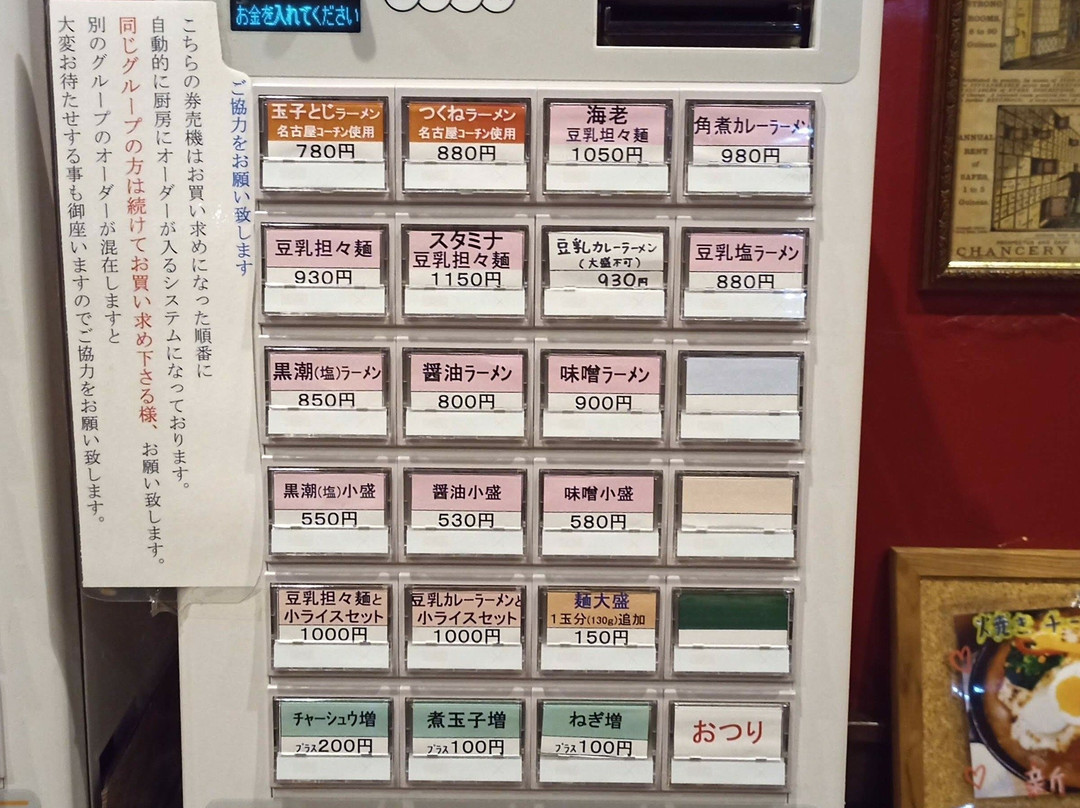 お金を入れてください
ご協力をお願い致します
こちらの券売機はお買い求めになった順番に
自動的に厨房にオーダーが入るシステムになっております。
同じグループの方は続けてお買い求め下さる様、お願い致します。
別のグループのオーダーが混在しますと
大変お待たせする事も御座いますのでご協力をお願い致します。
玉子とじラーメン
名古屋コーチン使用
780円
つくねラーメン
名古屋コーチン使用
880円
海老
豆乳坦々麺
1050円
角煮カレーラーメン
980円
豆乳担々麺
930円
スタミナ
豆乳担々麺
1150円
豆乳カレーラーメン
(大盛不可)
930円
豆乳塩ラーメン
880円
黒潮(塩)ラーメン
850円
醤油ラーメン
800円
味噌ラーメン
900円
黒潮(塩)小盛
550円
醤油小盛
530円
味噌小盛
580円
豆乳担々麺と
小ライスセット
1000円
豆乳カレーラーメンと
小ライスセット
1000円
麺大盛
1玉分(130g)追加
150円
チャーシュウ増
プラス200円
煮玉子増
プラス100円
ねぎ増
プラス100円
おつり
STRONG
ROOMS,
ANNUAL
RENT
of
SAFES,
1 to 5
Guineas.
CHANCERY
焼きチー
新